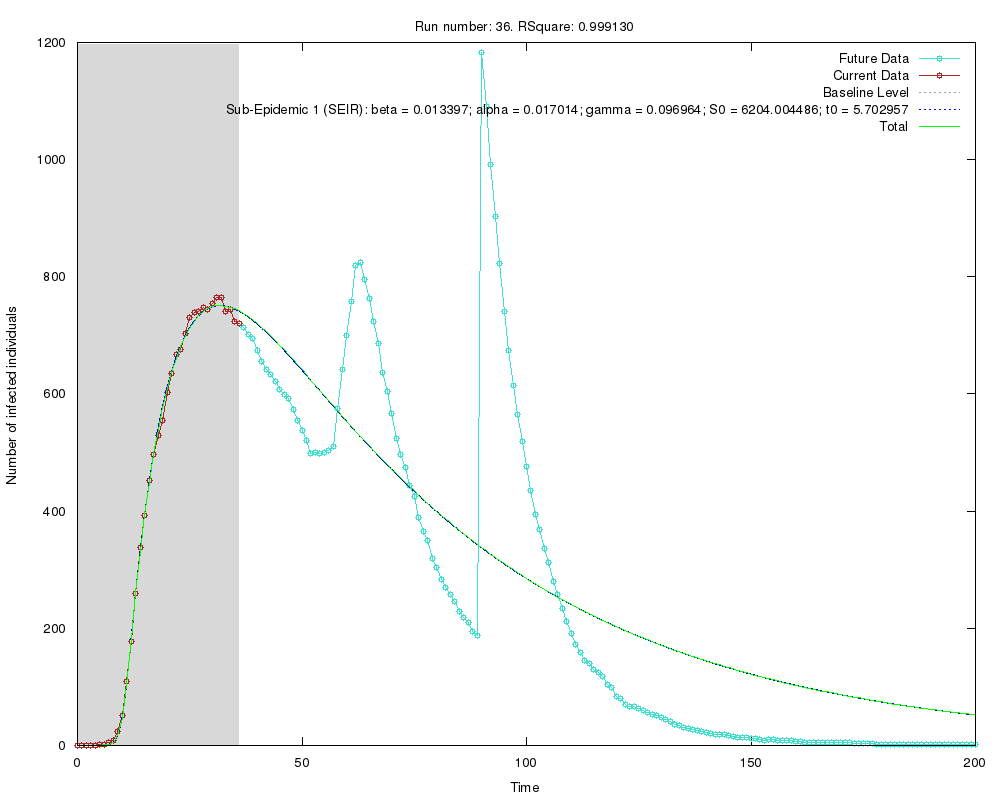 Run number: 36. RSquare: 0.999130
Future Data
Current Data
Baseline Level
Sub-Epidemic 1 (SEIR): beta = 0.013397; alpha = 0.017014; gamma = 0.096964; S0 = 6204.004486; t0 = 5.702957
Total
1200
1000
800
600
400
200
0
Number of infected individuals
0 50 100 150 200
Time